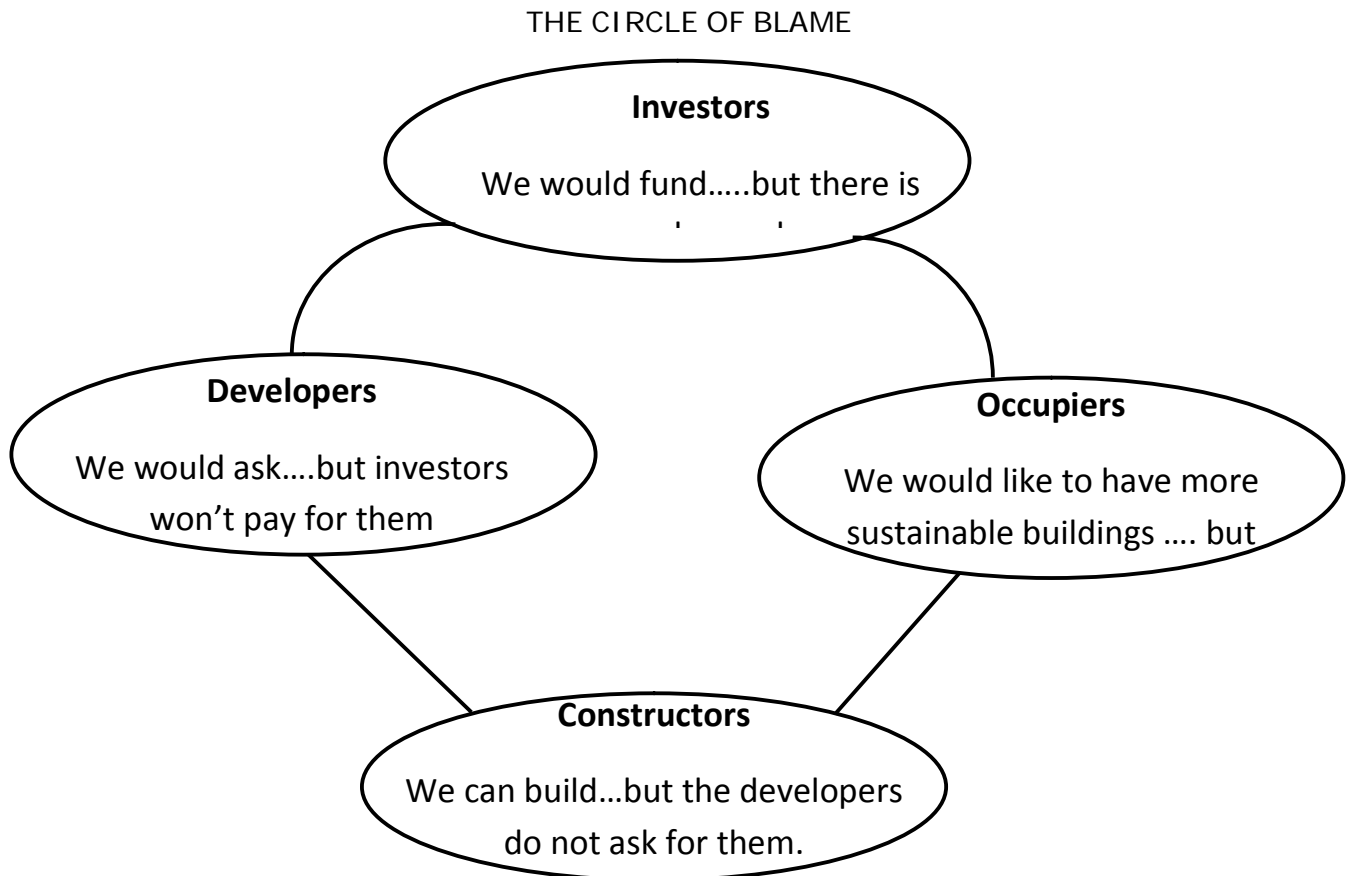 THE CIRCLE OF BLAME
Investors
We would fund…..but there is
Developers
We would ask….but investors
won’t pay for them
Occupiers
We would like to have more
sustainable buildings …. but
Constructors
We can build…but the developers
do not ask for them.